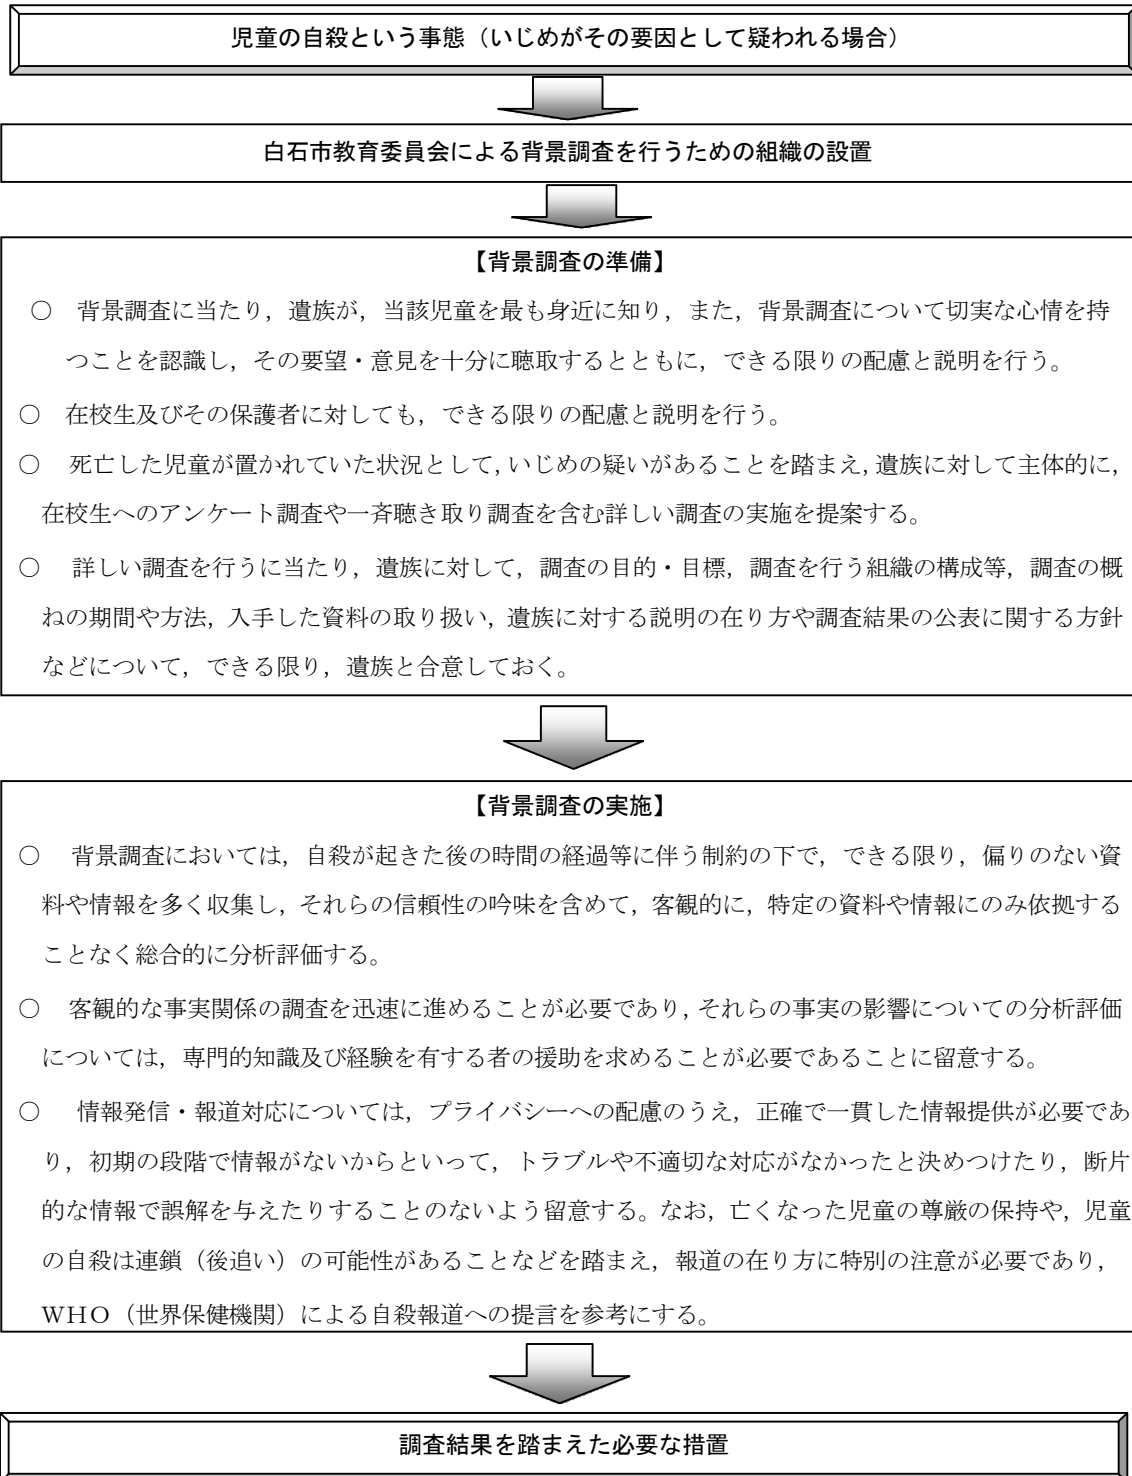 児童の自殺という事態（いじめがその要因として疑われる場合）
白石市教育委員会による背景調査を行うための組織の設置
【背景調査の準備】
○　背景調査に当たり，遺族が，当該児童を最も身近に知り，また，背景調査について切実な心情を持
つことを認識し，その要望・意見を十分に聴取するとともに，できる限りの配慮と説明を行う。
○　在校生及びその保護者に対しても，できる限りの配慮と説明を行う。
○　死亡した児童が置かれていた状況として，いじめの疑いがあることを踏まえ，遺族に対して主体的に，
在校生へのアンケート調査や一斉聴き取り調査を含む詳しい調査の実施を提案する。
○　詳しい調査を行うに当たり，遺族に対して，調査の目的・目標，調査を行う組織の構成等，調査の概
ねの期間や方法，入手した資料の取り扱い，遺族に対する説明の在り方や調査結果の公表に関する方針
などについて，できる限り，遺族と合意しておく。
【背景調査の実施】
○　背景調査においては，自殺が起きた後の時間の経過等に伴う制約の下で，できる限り，偏りのない資
料や情報を多く収集し，それらの信頼性の吟味を含めて，客観的に，特定の資料や情報にのみ依拠する
ことなく総合的に分析評価する。
○　客観的な事実関係の調査を迅速に進めることが必要であり，それらの事実の影響についての分析評価
については，専門的知識及び経験を有する者の援助を求めることが必要であることに留意する。
○　情報発信・報道対応については，プライバシーへの配慮のうえ，正確で一貫した情報提供が必要であ
り，初期の段階で情報がないからといって，トラブルや不適切な対応がなかったと決めつけたり，断片
的な情報で誤解を与えたりすることのないよう留意する。なお，亡くなった児童の尊厳の保持や，児童
の自殺は連鎖（後追い）の可能性があることなどを踏まえ，報道の在り方に特別の注意が必要であり，
ＷＨＯ（世界保健機関）による自殺報道への提言を参考にする。
調査結果を踏まえた必要な措置